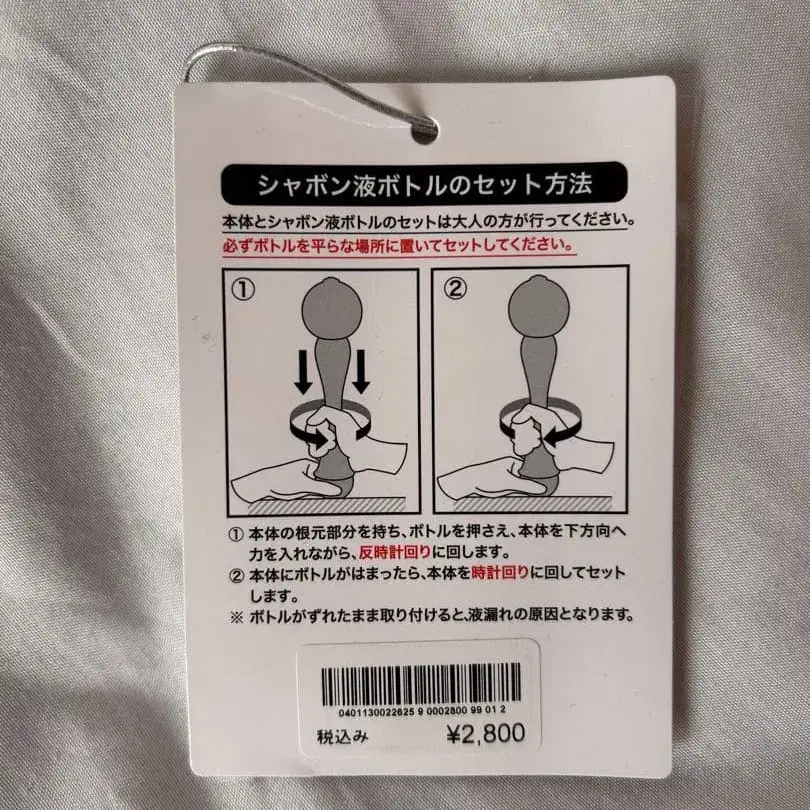 シャボン液ボトルのセット方法
本体とシャボン液ボトルのセットは大人の方が行ってください。
必ずボトルを平らな場所に置いてセットしてください。
① ②
① 本体の根元部分を持ち、ボトルを押さえ、本体を下方向へ
力を入れながら、反時計回りに回します。
② 本体にボトルがはまったら、本体を時計回りに回してセット
します。
※ ボトルがずれたまま取り付けると、液漏れの原因となります。
0401130022625 9 0002800 99 01 2
税込み ¥2,800